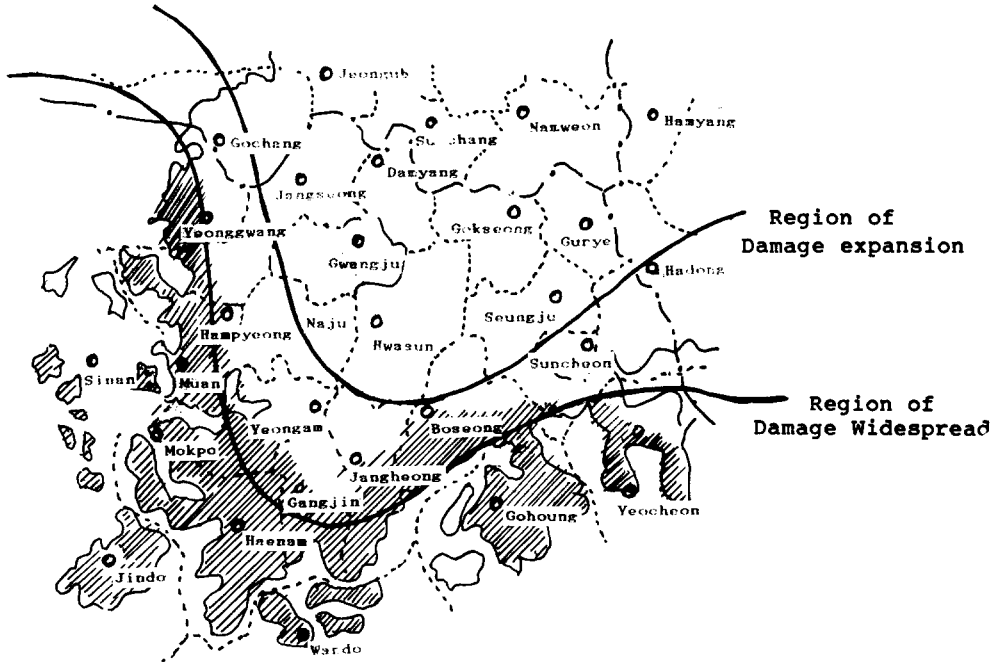 Jeongub
Gochang
Namweon
Hamyang
Damyang
Jangseong
Yeonggwang
Gokseong
Gurye
Region of
Damage expansion
Gwangju
Hadong
Hampyeong
Naju
Hwasun
Seungju
Suncheon
Sinan
Muan
Yeongam
Boseong
Region of
Damage Widespread
Mokpo
Jangheong
Gangjin
Gohoung
Yeocheon
Haenam
Jindo
Wando